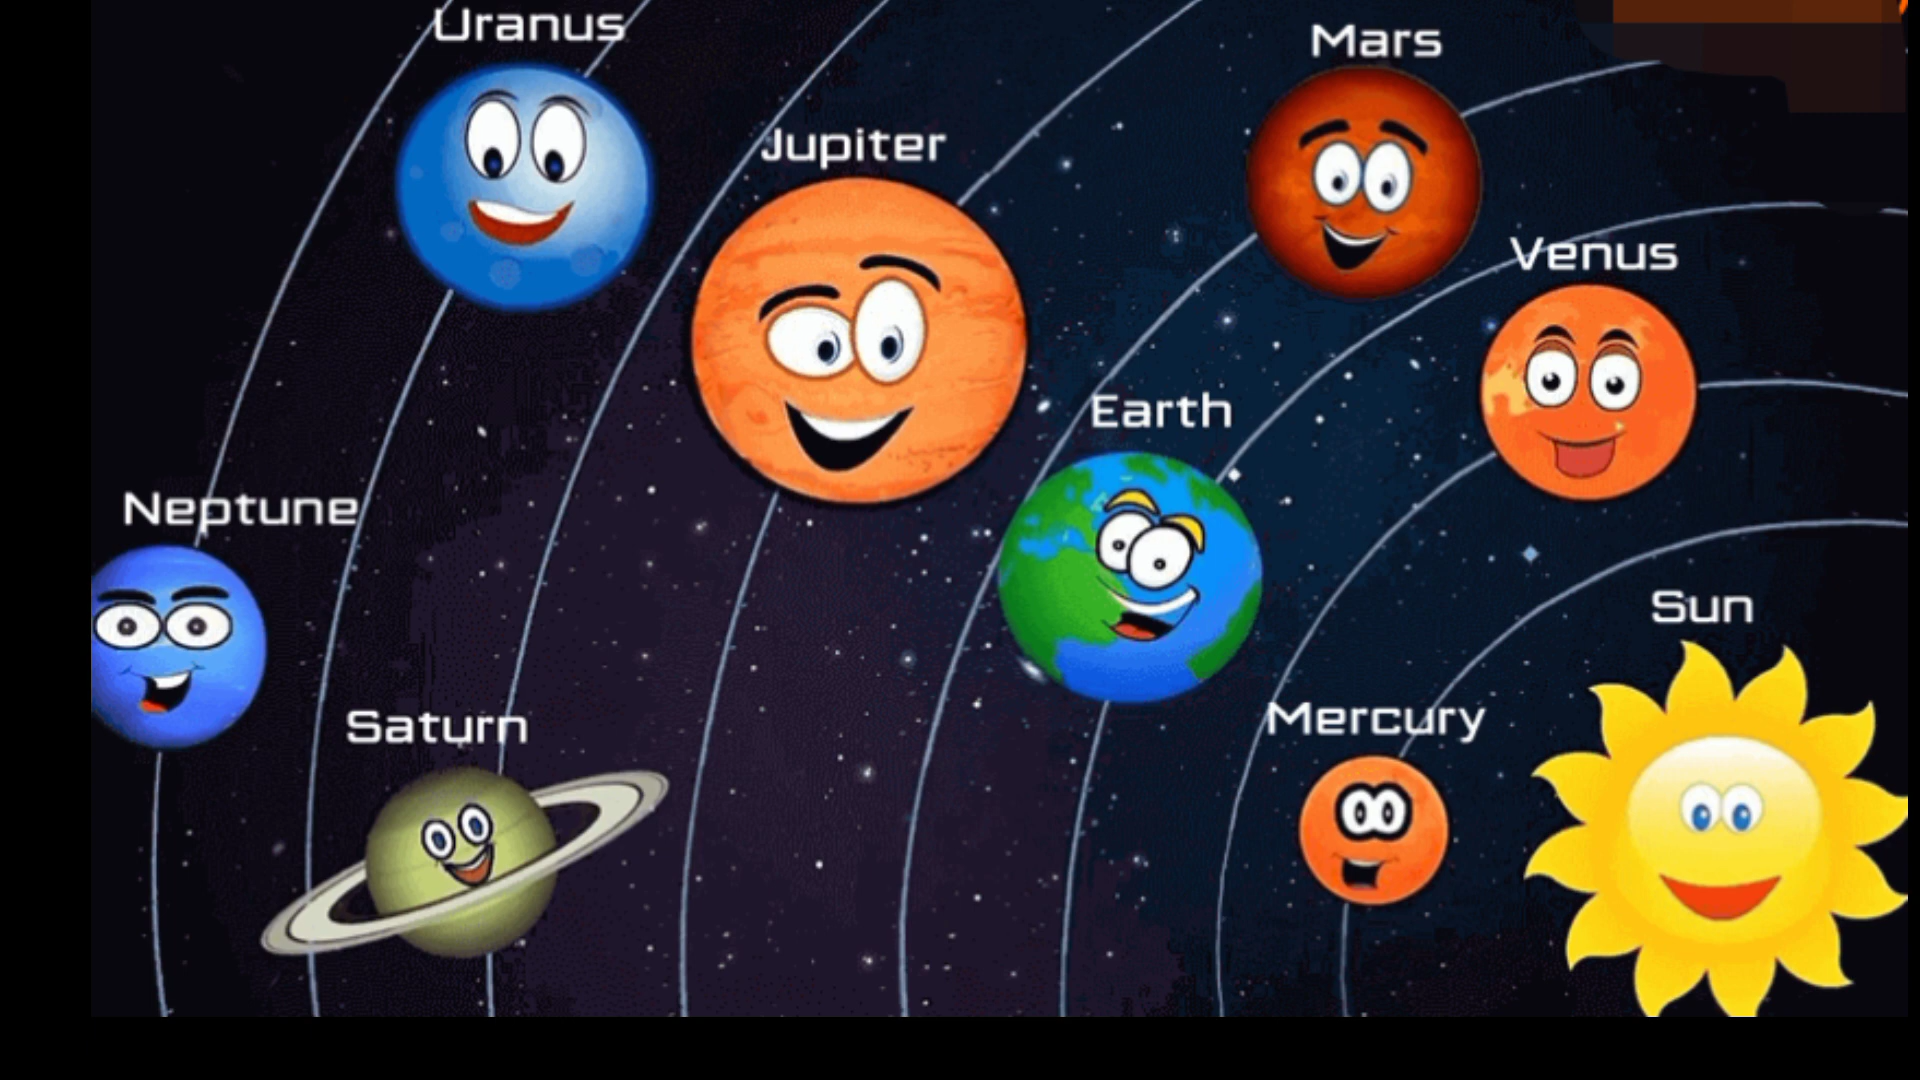 Uranus
Mars
Jupiter
Venus
Earth
Neptune
Sun
Mercury
Saturn